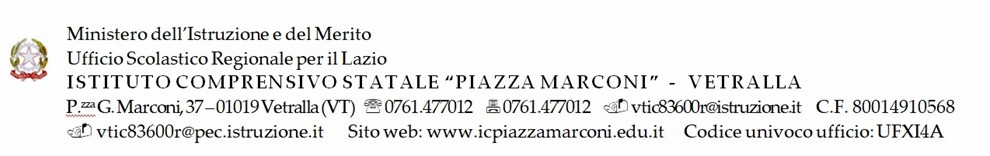 Ministero dell'Istruzione e del Merito
Ufficio Scolastico Regionale per il Lazio
ISTITUTO COMPRENSIVO STATALE "PIAZZA MARCONI" - VETRALLA
P.zza G. Marconi, 37 – 01019 Vetralla (VT) ☏ 0761.477012 🖷 0761.477012 ✉ vtic83600r@istruzione.it C.F. 80014910568
✉ vtic83600r@pec.istruzione.it Sito web: www.icpiazzamarconi.edu.it Codice univoco ufficio: UFXI4A